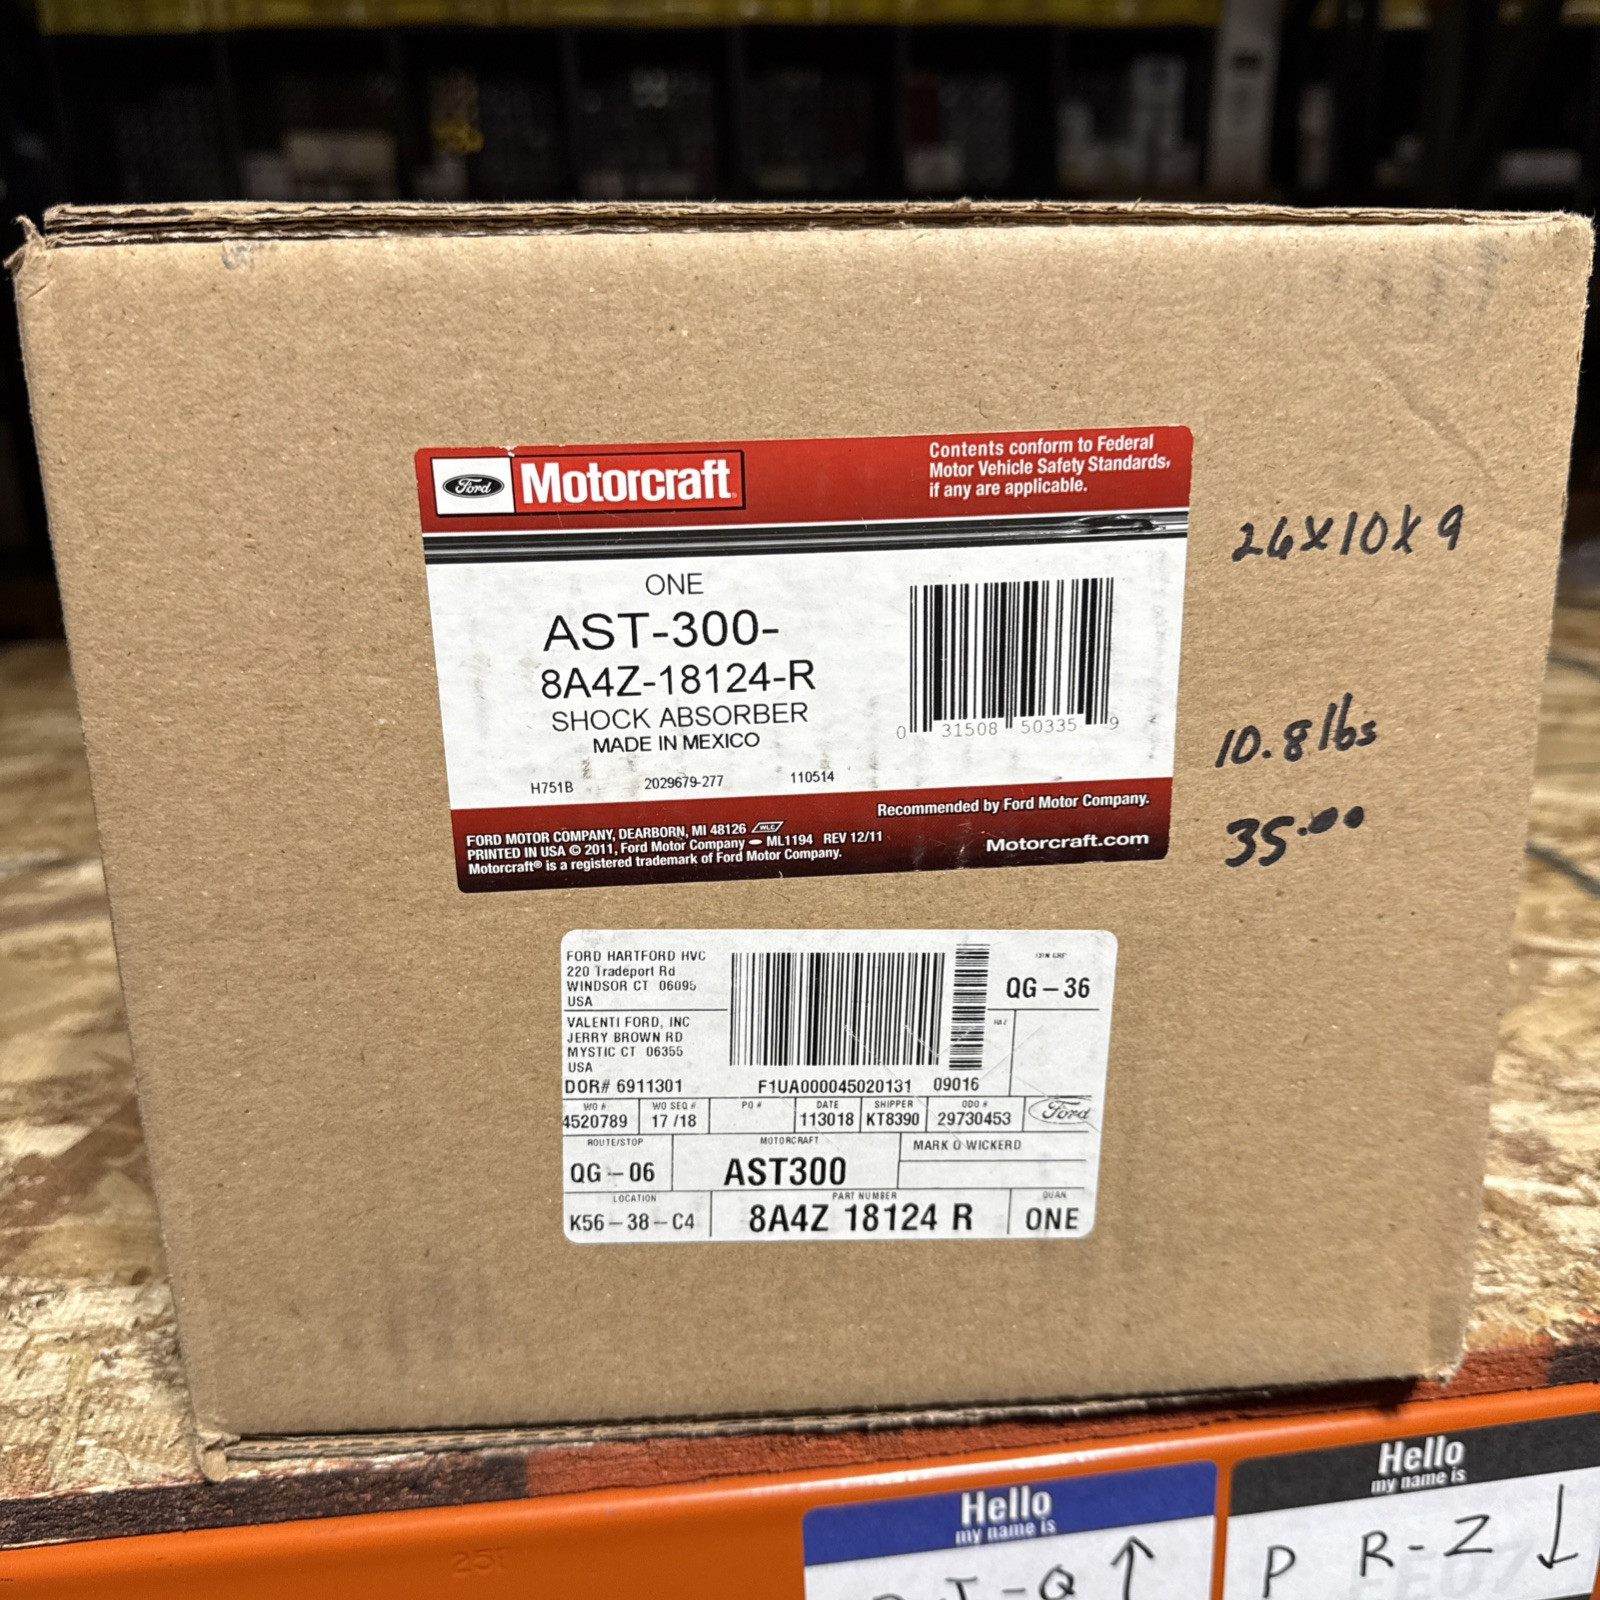 Ford Motorcraft
Contents conform to Federal
Motor Vehicle Safety Standards,
if any are applicable.
ONE
AST-300-
8A4Z-18124-R
SHOCK ABSORBER
MADE IN MEXICO
H751B 2029679-277 110514
0 31508 50335 9
Recommended by Ford Motor Company.
FORD MOTOR COMPANY, DEARBORN, MI 48126 WLC
PRINTED IN USA © 2011, Ford Motor Company ML1194 REV 12/11
Motorcraft® is a registered trademark of Ford Motor Company.
Motorcraft.com
26X10X9
10.8lbs
35.00
FORD HARTFORD HVC
220 Tradeport Rd
WINDSOR CT 06095
USA
VALENTI FORD, INC
JERRY BROWN RD
MYSTIC CT 06355
USA
DOR# 6911301
F1UA000045020131 09016
QG-36
WO # WO SEQ # PO # DATE SHIPPER ODO #
4520789 17 /18 113018 KT8390 29730453
Ford
ROUTE/STOP MOTORCRAFT MARK O WICKERD
QG-06 AST300
LOCATION PART NUMBER QUAN
K56-38-C4 8A4Z 18124 R ONE
Hello
my name is
J-Q ↑
Hello
my name is
P R-Z ↓